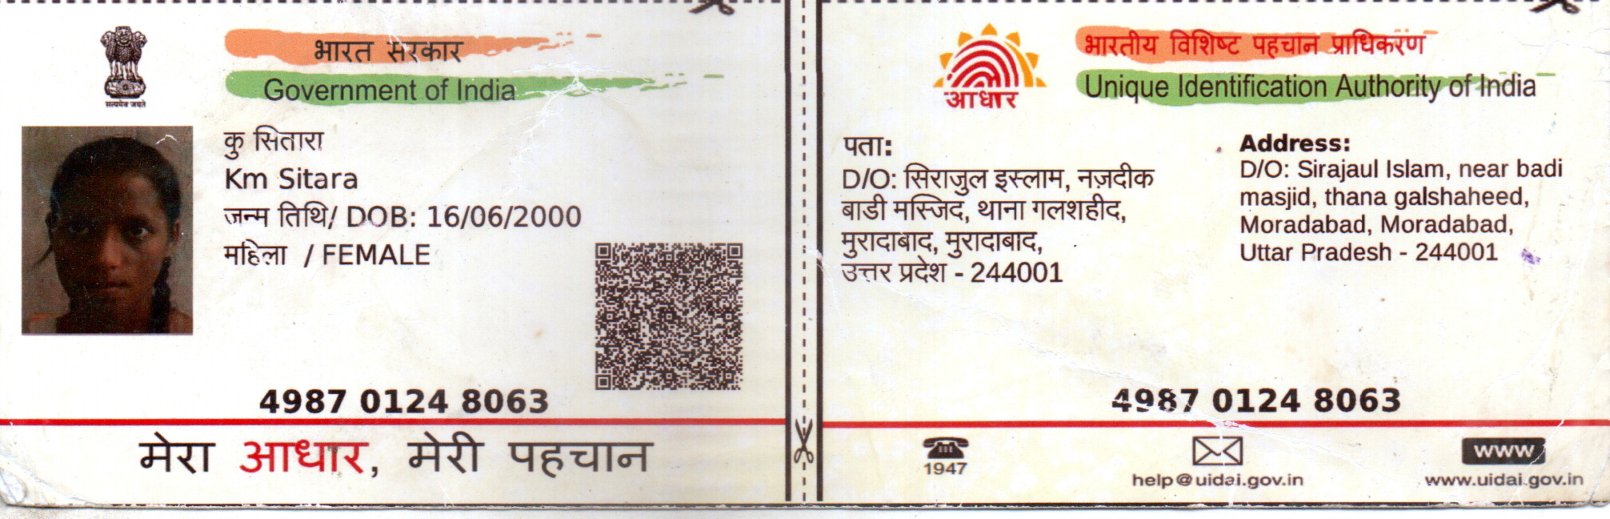 भारत सरकार
Government of India
सत्यमेव जयते
कु सितारा
Km Sitara
जन्म तिथि/ DOB: 16/06/2000
महिला / FEMALE
4987 0124 8063
मेरा आधार, मेरी पहचान
भारतीय विशिष्ट पहचान प्राधिकरण
Unique Identification Authority of India
आधार
पता:
D/O: सिराजुल इस्लाम, नज़दीक
बाडी मस्जिद, थाना गलशहीद,
मुरादाबाद, मुरादाबाद,
उत्तर प्रदेश - 244001
Address:
D/O: Sirajaul Islam, near badi
masjid, thana galshaheed,
Moradabad, Moradabad,
Uttar Pradesh - 244001
4987 0124 8063
1947
help@uidai.gov.in
www
www.uidai.gov.in